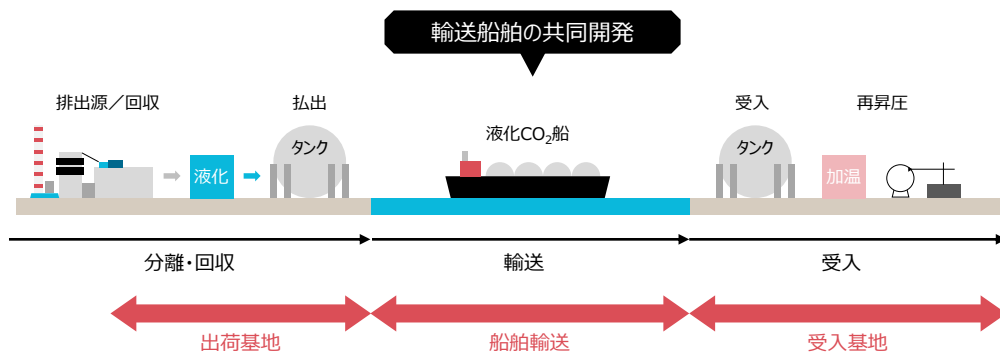 輸送船舶の共同開発
排出源／回収
払出
受入
再昇圧
液化CO₂船
タンク
タンク
液化
加温
分離・回収
輸送
受入
出荷基地
船舶輸送
受入基地